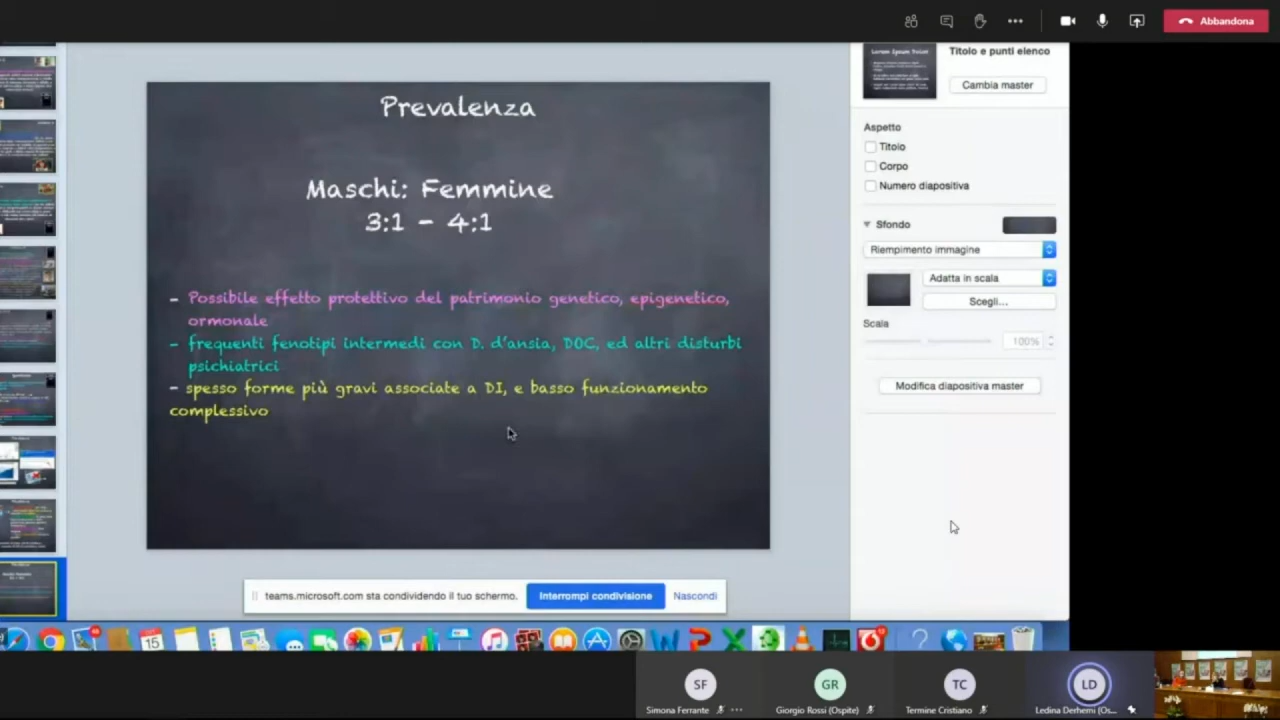 Abbandona
Prevalenza
Maschi: Femmine
3:1 - 4:1
- Possibile effetto protettivo del patrimonio genetico, epigenetico,
ormonale
- frequenti fenotipi intermedi con D. d'ansia, DOC, ed altri disturbi
psichiatrici
- spesso forme più gravi associate a DI, e basso funzionamento
complessivo
Titolo e punti elenco
Cambia master
Aspetto
Titolo
Corpo
Numero diapositiva
Sfondo
Riempimento immagine
Adatta in scala
Scegli...
Scala
100%
Modifica diapositiva master
teams.microsoft.com sta condividendo il tuo schermo.
Interrompi condivisione
Nascondi
15
SF
GR
TC
LD
Simona Ferrante
Giorgio Rossi (Ospite)
Termine Cristiano
Ledina Derhemi (Os...